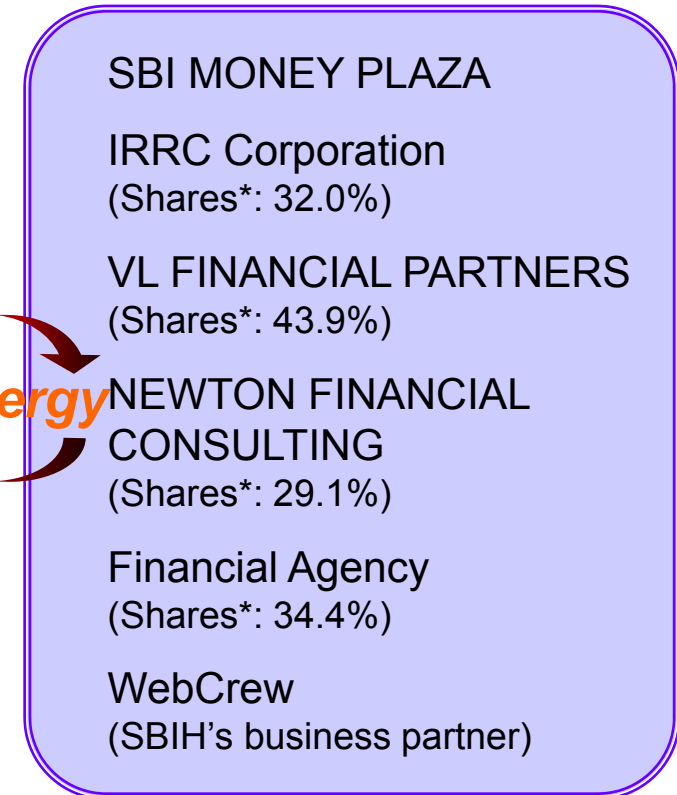 SBI MONEY PLAZA
IRRC Corporation
(Shares*: 32.0%)
VL FINANCIAL PARTNERS
(Shares*: 43.9%)
ergy
NEWTON FINANCIAL
CONSULTING
(Shares*: 29.1%)
Financial Agency
(Shares*: 34.4%)
WebCrew
(SBIH’s business partner)